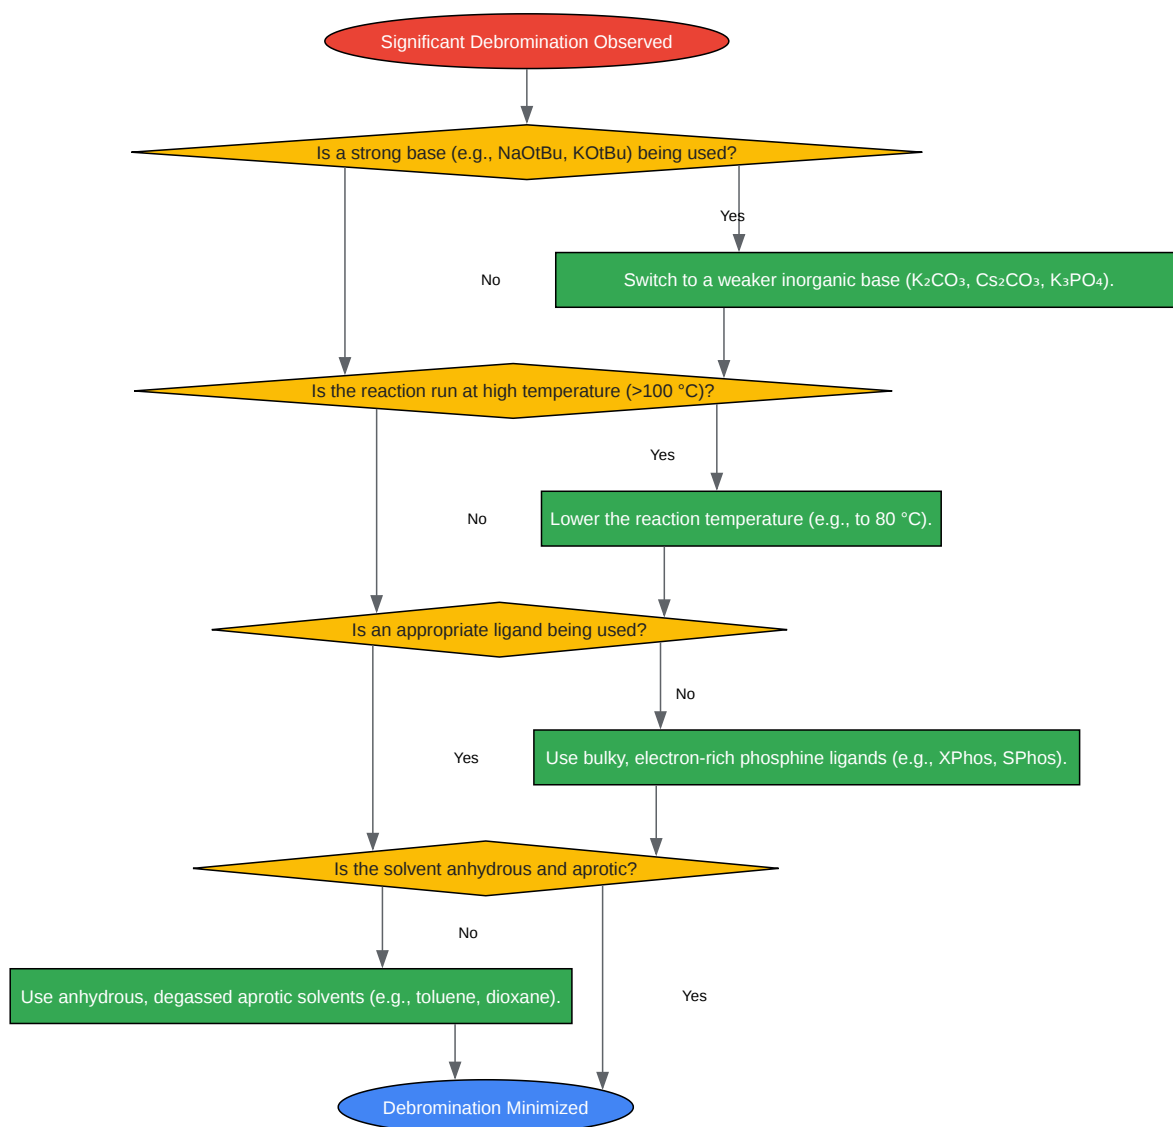 Significant Debromination Observed
Is a strong base (e.g., NaOtBu, KOtBu) being used?
Yes
No
Switch to a weaker inorganic base (K₂CO₃, Cs₂CO₃, K₃PO₄).
Is the reaction run at high temperature (>100 °C)?
Yes
No
Lower the reaction temperature (e.g., to 80 °C).
Is an appropriate ligand being used?
No
Yes
Use bulky, electron-rich phosphine ligands (e.g., XPhos, SPhos).
Is the solvent anhydrous and aprotic?
No
Use anhydrous, degassed aprotic solvents (e.g., toluene, dioxane).
Yes
Debromination Minimized